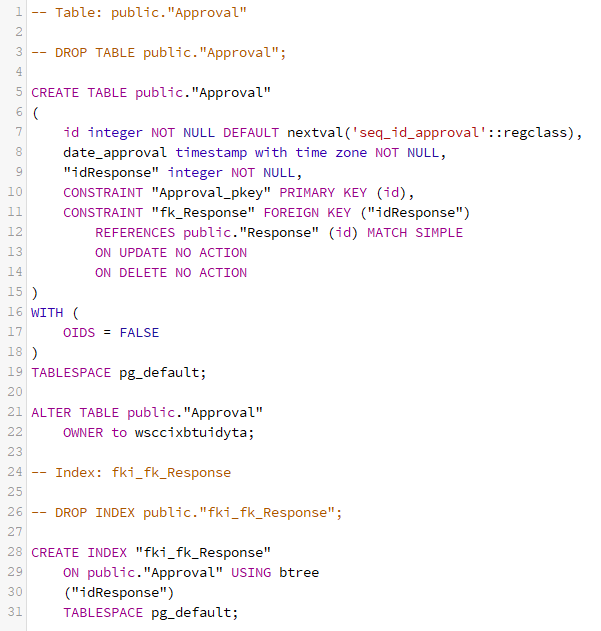 1 -- Table: public."Approval"
2
3 -- DROP TABLE public."Approval";
4
5 CREATE TABLE public."Approval"
6 (
7     id integer NOT NULL DEFAULT nextval('seq_id_approval'::regclass),
8     date_approval timestamp with time zone NOT NULL,
9     "idResponse" integer NOT NULL,
10     CONSTRAINT "Approval_pkey" PRIMARY KEY (id),
11     CONSTRAINT "fk_Response" FOREIGN KEY ("idResponse")
12         REFERENCES public."Response" (id) MATCH SIMPLE
13         ON UPDATE NO ACTION
14         ON DELETE NO ACTION
15 )
16 WITH (
17     OIDS = FALSE
18 )
19 TABLESPACE pg_default;
20
21 ALTER TABLE public."Approval"
22     OWNER to wsccixbtuidyta;
23
24 -- Index: fki_fk_Response
25
26 -- DROP INDEX public."fki_fk_Response";
27
28 CREATE INDEX "fki_fk_Response"
29     ON public."Approval" USING btree
30     ("idResponse")
31     TABLESPACE pg_default;